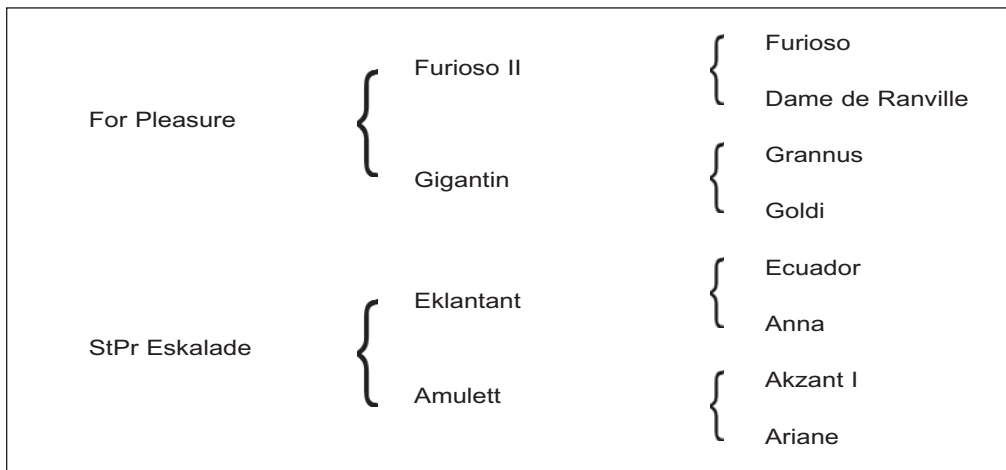 Furioso
Furioso II
Dame de Ranville
For Pleasure
Grannus
Gigantin
Goldi
Ecuador
Eklantant
Anna
StPr Eskalade
Akzant I
Amulett
Ariane